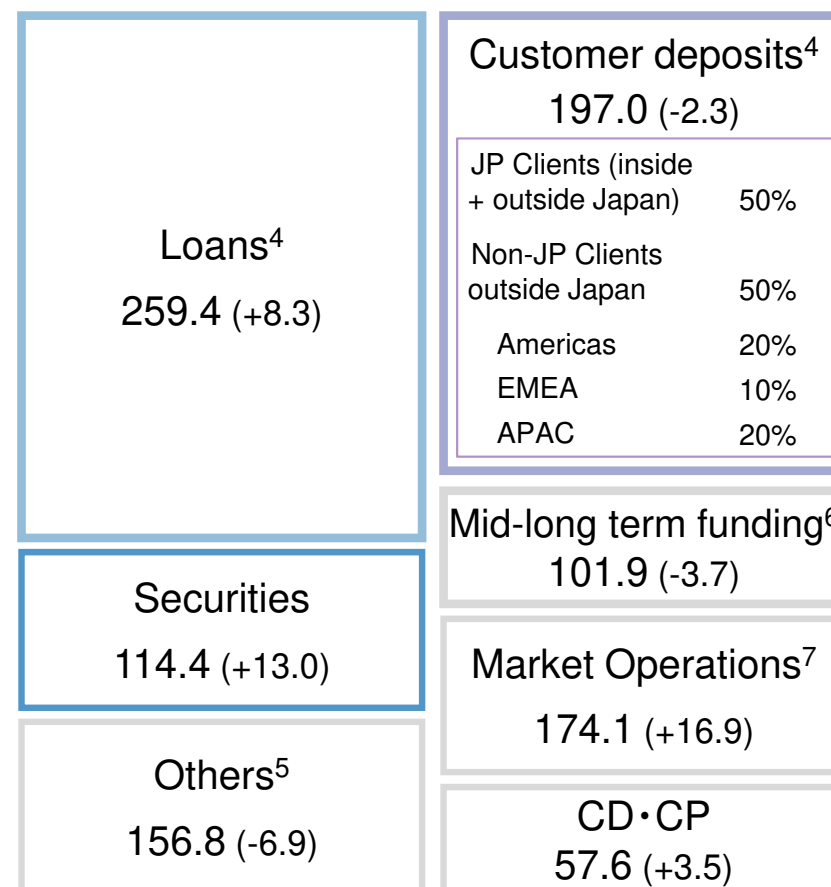 Loans4
259.4 (+8.3)
Securities
114.4 (+13.0)
Others5
156.8 (-6.9)
Customer deposits4
197.0 (-2.3)
JP Clients (inside
+ outside Japan) 50%
Non-JP Clients
outside Japan 50%
Americas 20%
EMEA 10%
APAC 20%
Mid-long term funding6
101.9 (-3.7)
Market Operations7
174.1 (+16.9)
CD・CP
57.6 (+3.5)